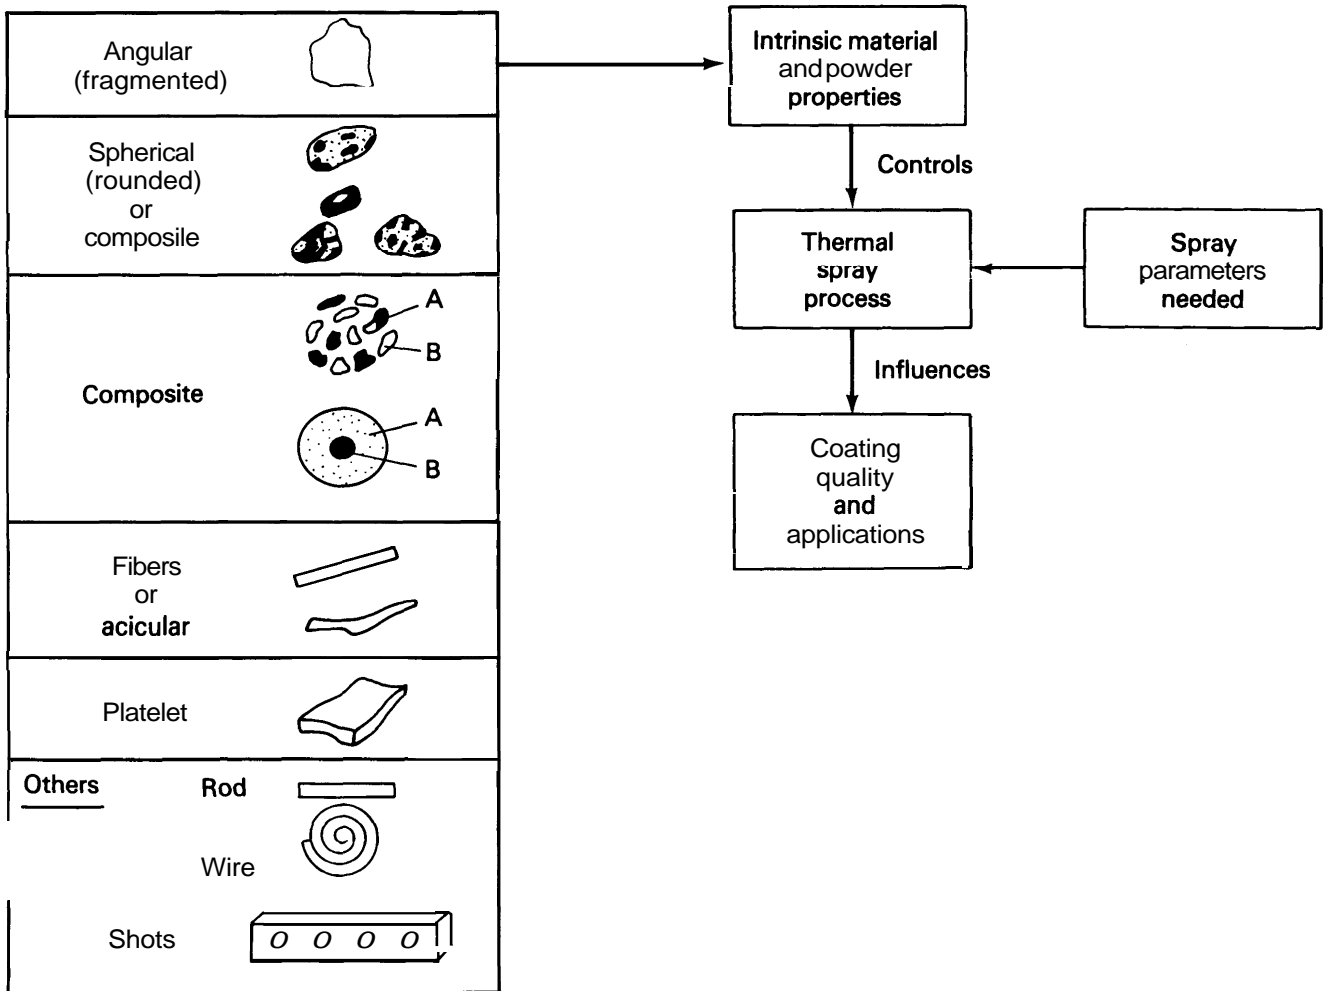 Angular
(fragmented)
Spherical
(rounded)
or
composile
A
B
Composite
A
B
Fibers
or
acicular
Platelet
Others
Rod
Wire
Shots
O O O O
Intrinsic material
and powder
properties
Controls
Thermal
spray
process
Spray
parameters
needed
Influences
Coating
quality
and
applications